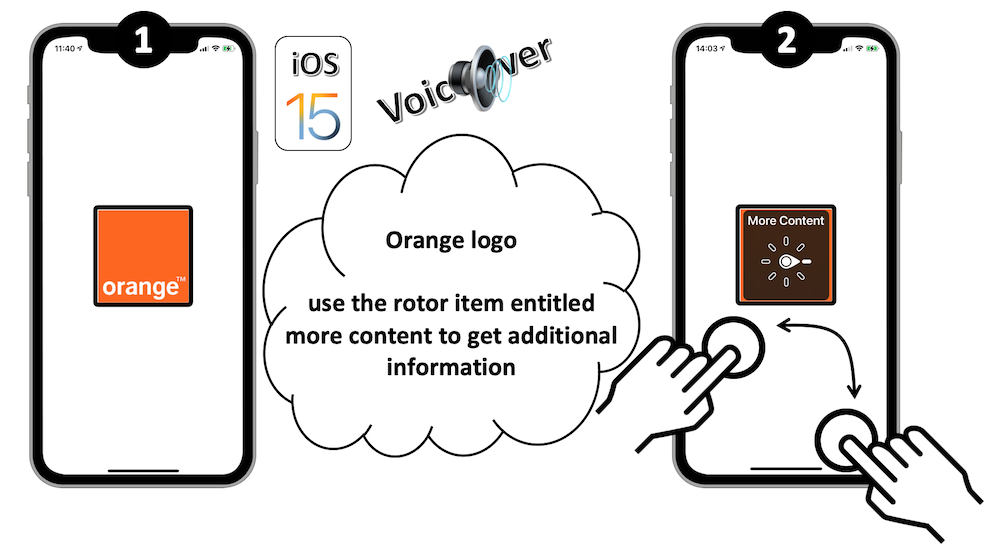 1
11:40
orange™
iOS
15
VoiceOver
Orange logo
use the rotor item entitled
more content to get additional
information
2
14:03
More Content